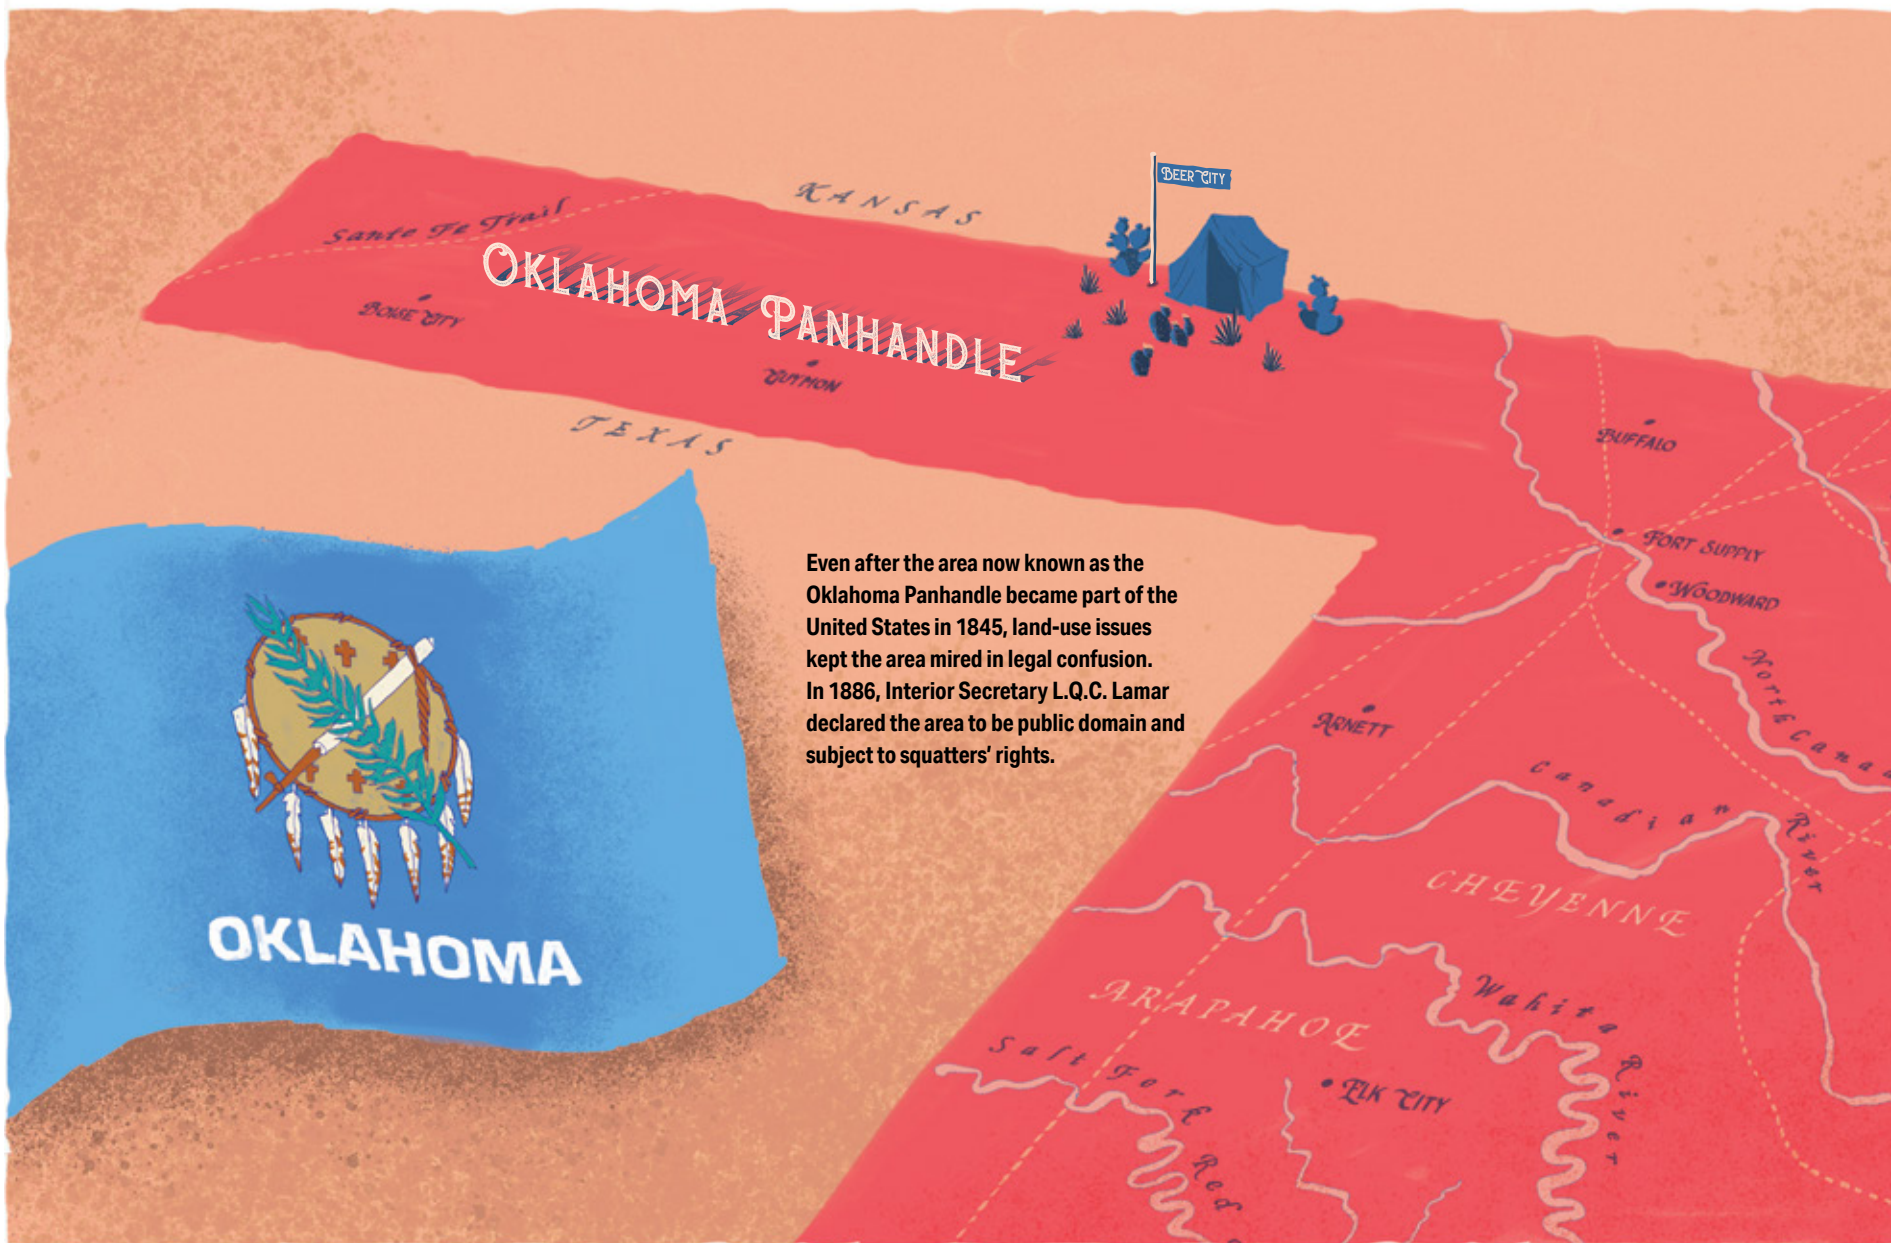 BEER CITY
KANSAS
Sante Fe Trail
OKLAHOMA PANHANDLE
BOISE CITY
GUYMON
TEXAS
BUFFALO
FORT SUPPLY
WOODWARD
Even after the area now known as the
Oklahoma Panhandle became part of the
United States in 1845, land-use issues
kept the area mired in legal confusion.
In 1886, Interior Secretary L.Q.C. Lamar
declared the area to be public domain and
subject to squatters' rights.
North Canad
ARNETT
Canadian River
CHEYENNE
OKLAHOMA
ARAPAHOE
Wahita River
Salt Fork Red
ELK CITY